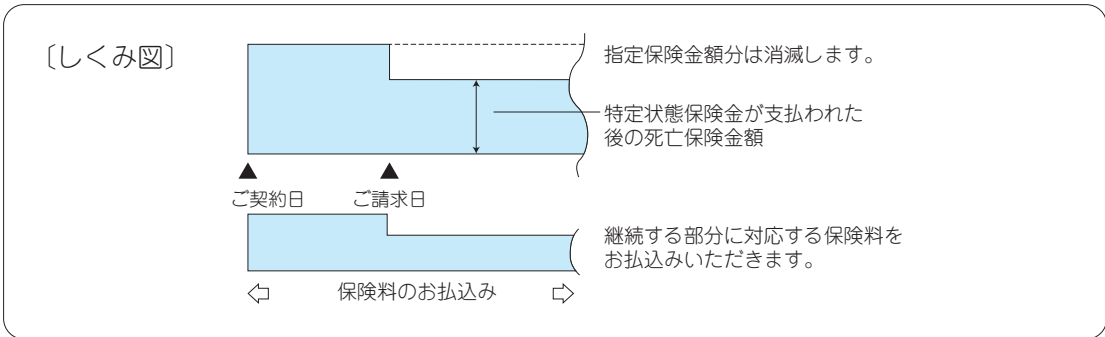 〔しくみ図〕
指定保険金額分は消滅します。
特定状態保険金が支払われた
後の死亡保険金額
ご契約日
ご請求日
継続する部分に対応する保険料を
お払込みいただきます。
保険料のお払込み